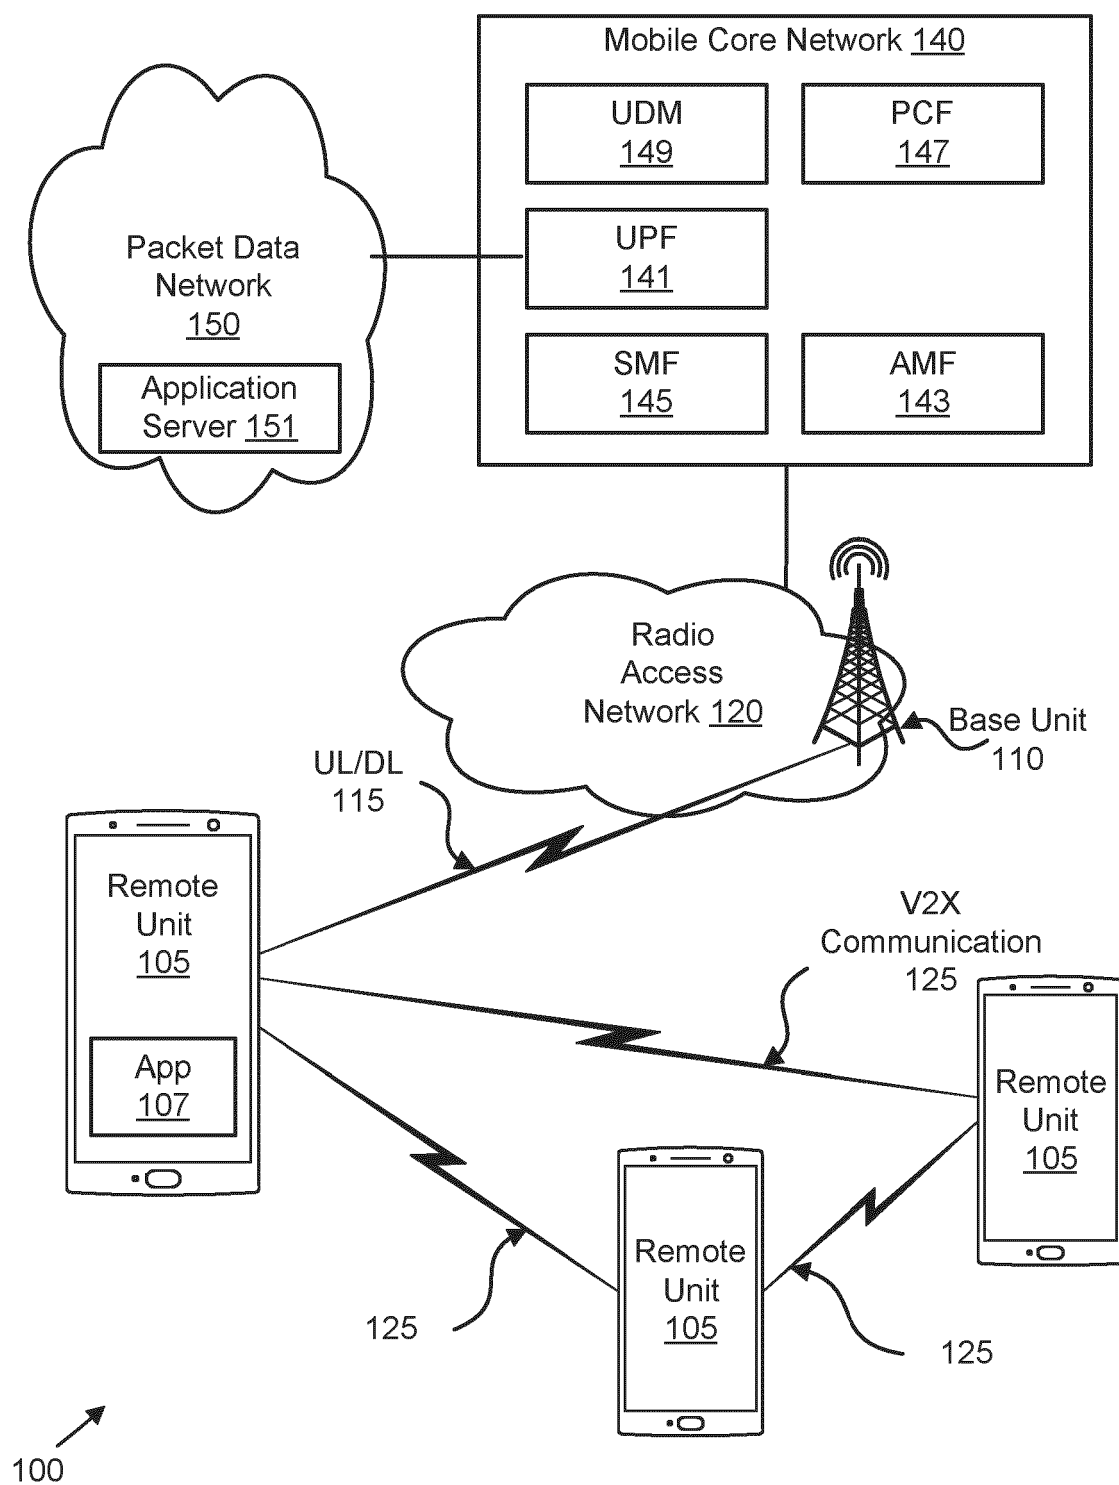 Mobile Core Network 140
UDM
149
PCF
147
UPF
141
SMF
145
AMF
143
Packet Data
Network
150
Application
Server 151
Radio
Access
Network 120
Base Unit
110
UL/DL
115
Remote
Unit
105
App
107
V2X
Communication
125
Remote
Unit
105
Remote
Unit
105
125
125
100